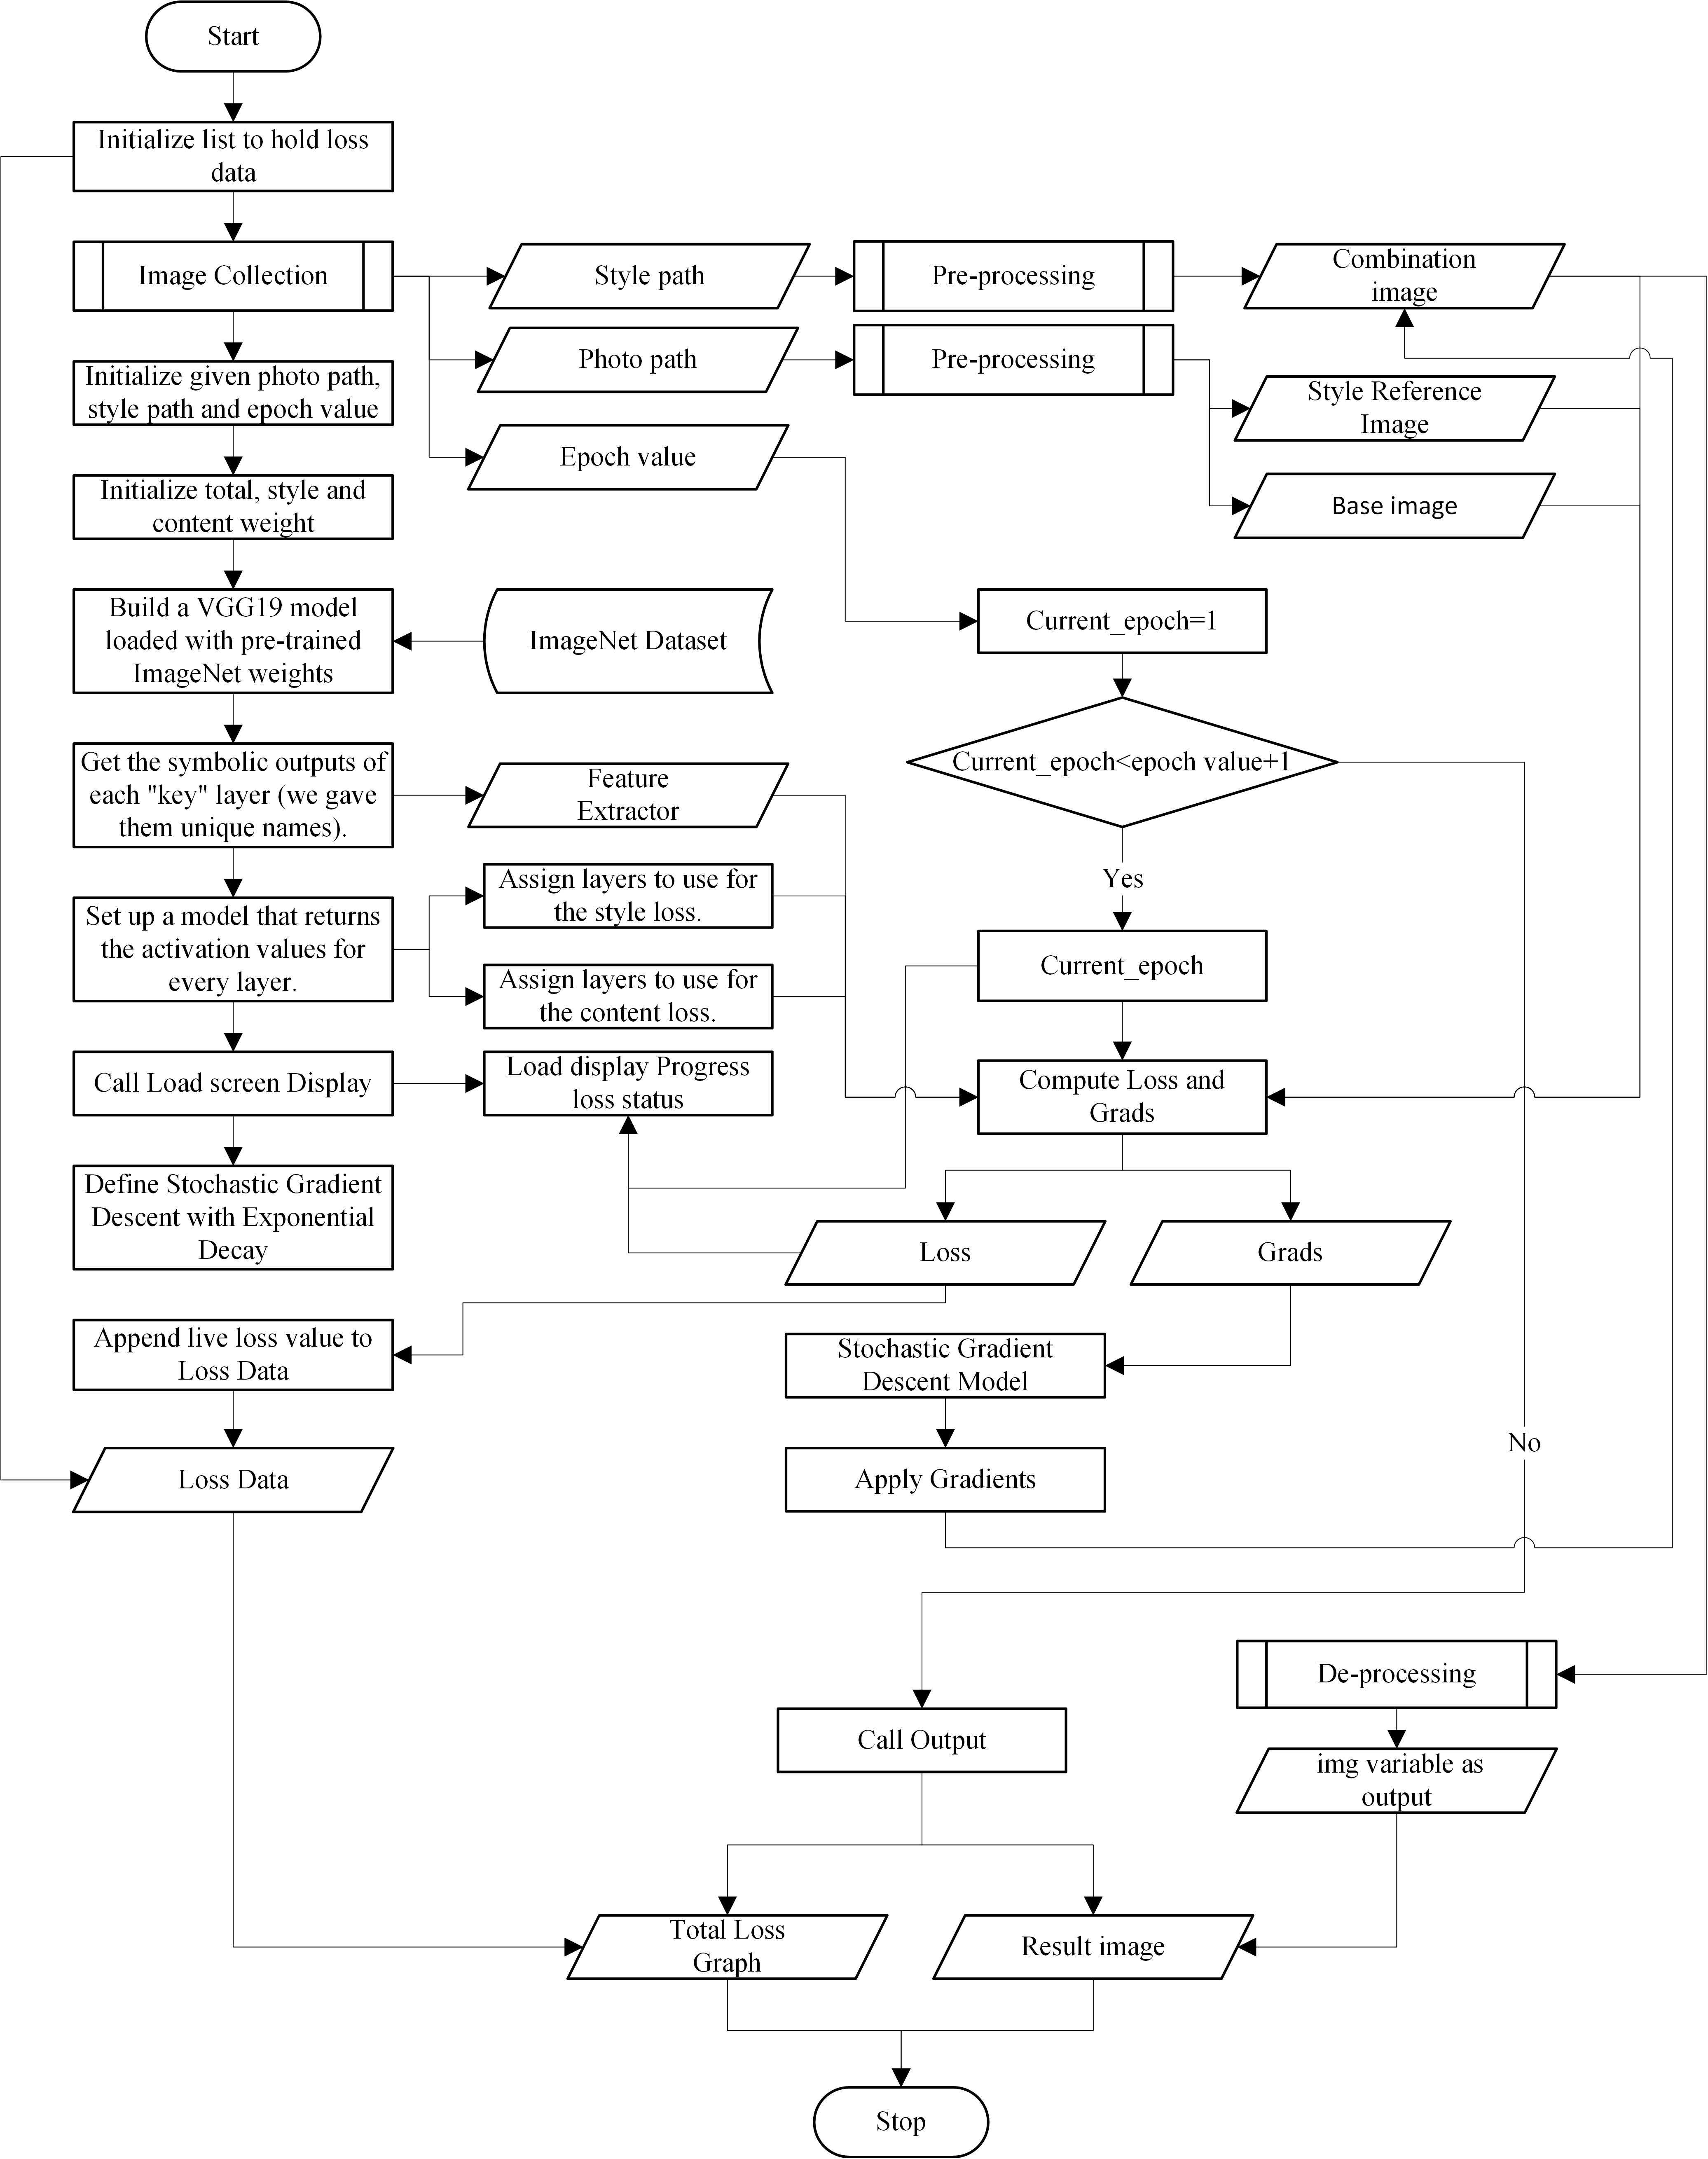 Start
Initialize list to hold loss
data
Image Collection
Style path
Pre-processing
Combination
image
Photo path
Pre-processing
Initialize given photo path,
style path and epoch value
Style Reference
Image
Epoch value
Initialize total, style and
content weight
Base image
Build a VGG19 model
loaded with pre-trained
ImageNet weights
ImageNet Dataset
Current_epoch=1
Get the symbolic outputs of
each "key" layer (we gave
them unique names).
Feature
Extractor
Current_epoch<epoch value+1
Yes
Assign layers to use for
the style loss.
Set up a model that returns
the activation values for
every layer.
Assign layers to use for
the content loss.
Current_epoch
Call Load screen Display
Load display Progress
loss status
Compute Loss and
Grads
Define Stochastic Gradient
Descent with Exponential
Decay
Loss
Grads
Append live loss value to
Loss Data
Stochastic Gradient
Descent Model
No
Loss Data
Apply Gradients
De-processing
Call Output
img variable as
output
Total Loss
Graph
Result image
Stop